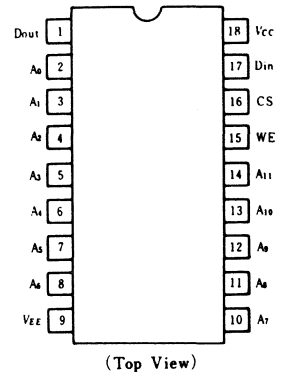 Dout 1 18 Vcc
A₀ 2 17 Din
A₁ 3 16 CS
A₂ 4 15 WE
A₃ 5 14 A₁₁
A₄ 6 13 A₁₀
A₅ 7 12 A₉
A₆ 8 11 A₈
VEE 9 10 A₇
(Top View)